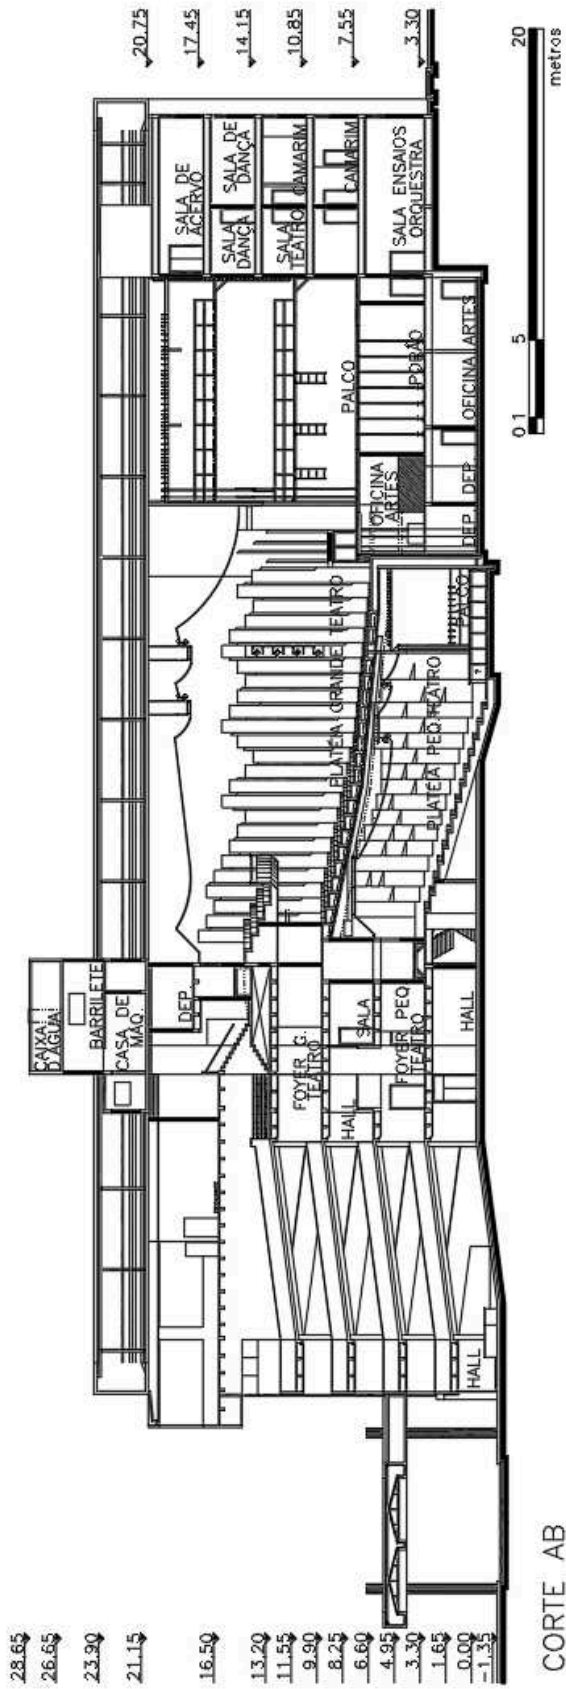 28.65
26.65
23.90
21.15
16.50
13.20
11.55
9.90
8.25
6.60
4.95
3.30
1.65
0.00
-1.35
CAIXA
D'AGUA
BARRILETE
CASA DE
MAQ.
DEP.
FOYER G.
TEATRO
HALL
SALA
FOYER PEQ
TEATRO
HALL
HALL
PLATEIA GRANDE TEATRO
PLATEIA PEQ.TEATRO
PALCO
PALCO
OFICINA
ARTES
PORÃO
DEP.
DEP.
OFICINA ARTES
SALA DE
ACERVO
SALA
DANÇA
SALA DE
DANÇA
SALA
TEATRO
CAMARIM
CAMARIM
SALA ENSAIOS
ORQUESTRA
20.75
17.45
14.15
10.85
7.55
3.30
CORTE AB
0 1 5 20
metros